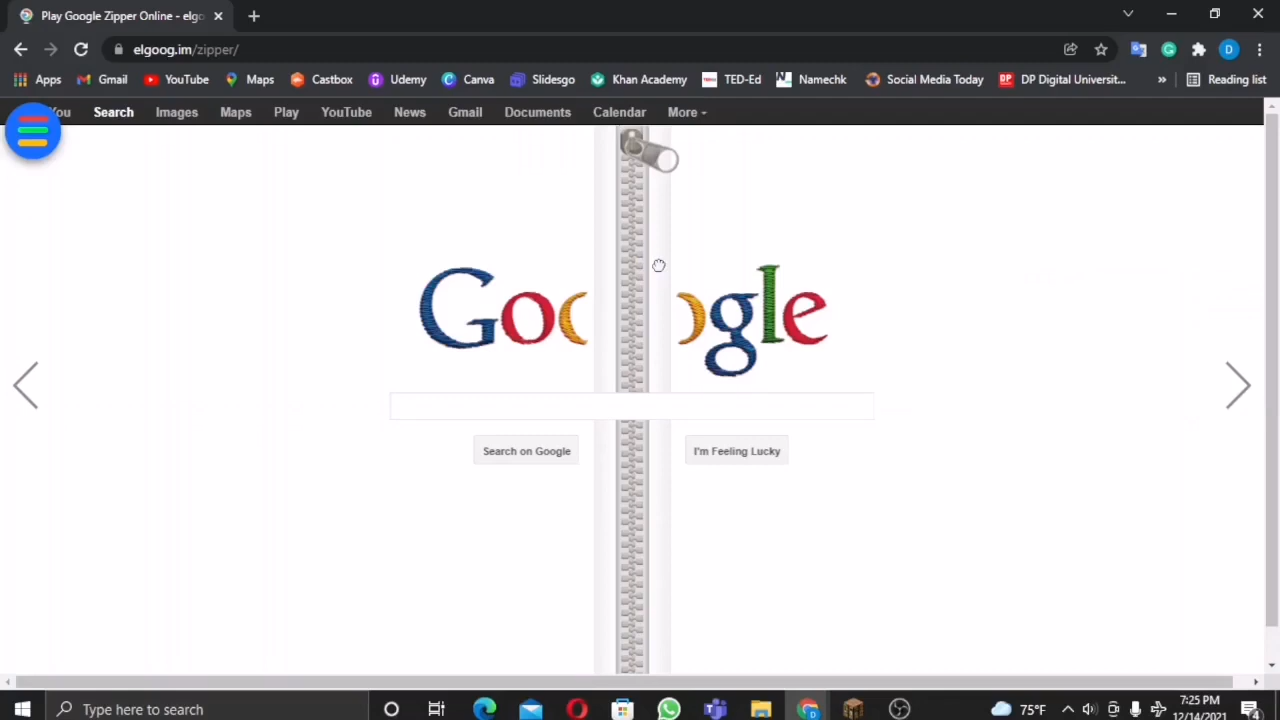 Play Google Zipper Online - elgo
elgoog.im/zipper/
Apps Gmail YouTube Maps Castbox Udemy Canva Slidesgo Khan Academy TED-Ed Namechk Social Media Today DP Digital Universit... » Reading list
You Search Images Maps Play YouTube News Gmail Documents Calendar More
Google
Search on Google I'm Feeling Lucky
Type here to search
75°F
7:25 PM
12/14/2021